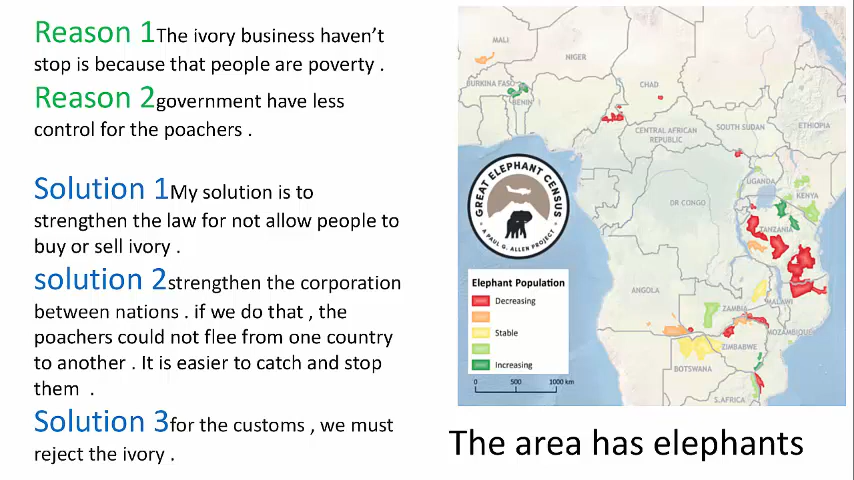 Reason 1The ivory business haven't
stop is because that people are poverty .
Reason 2government have less
control for the poachers .
Solution 1My solution is to
strengthen the law for not allow people to
buy or sell ivory .
solution 2strengthen the corporation
between nations . if we do that , the
poachers could not flee from one country
to another . It is easier to catch and stop
them .
Solution 3for the customs , we must
reject the ivory .
MALI
NIGER
CHAD
BURKINA FASO
BENIN
CENTRAL AFRICAN
REPUBLIC
SOUTH SUDAN
ETHIOPIA
GREAT ELEPHANT CENSUS
A PAUL G. ALLEN PROJECT
UGANDA
KENYA
DR CONGO
TANZANIA
ANGOLA
ZAMBIA
MALAWI
MOZAMBIQUE
ZIMBABWE
BOTSWANA
S.AFRICA
Elephant Population
Decreasing
Stable
Increasing
0 500 1000 km
The area has elephants